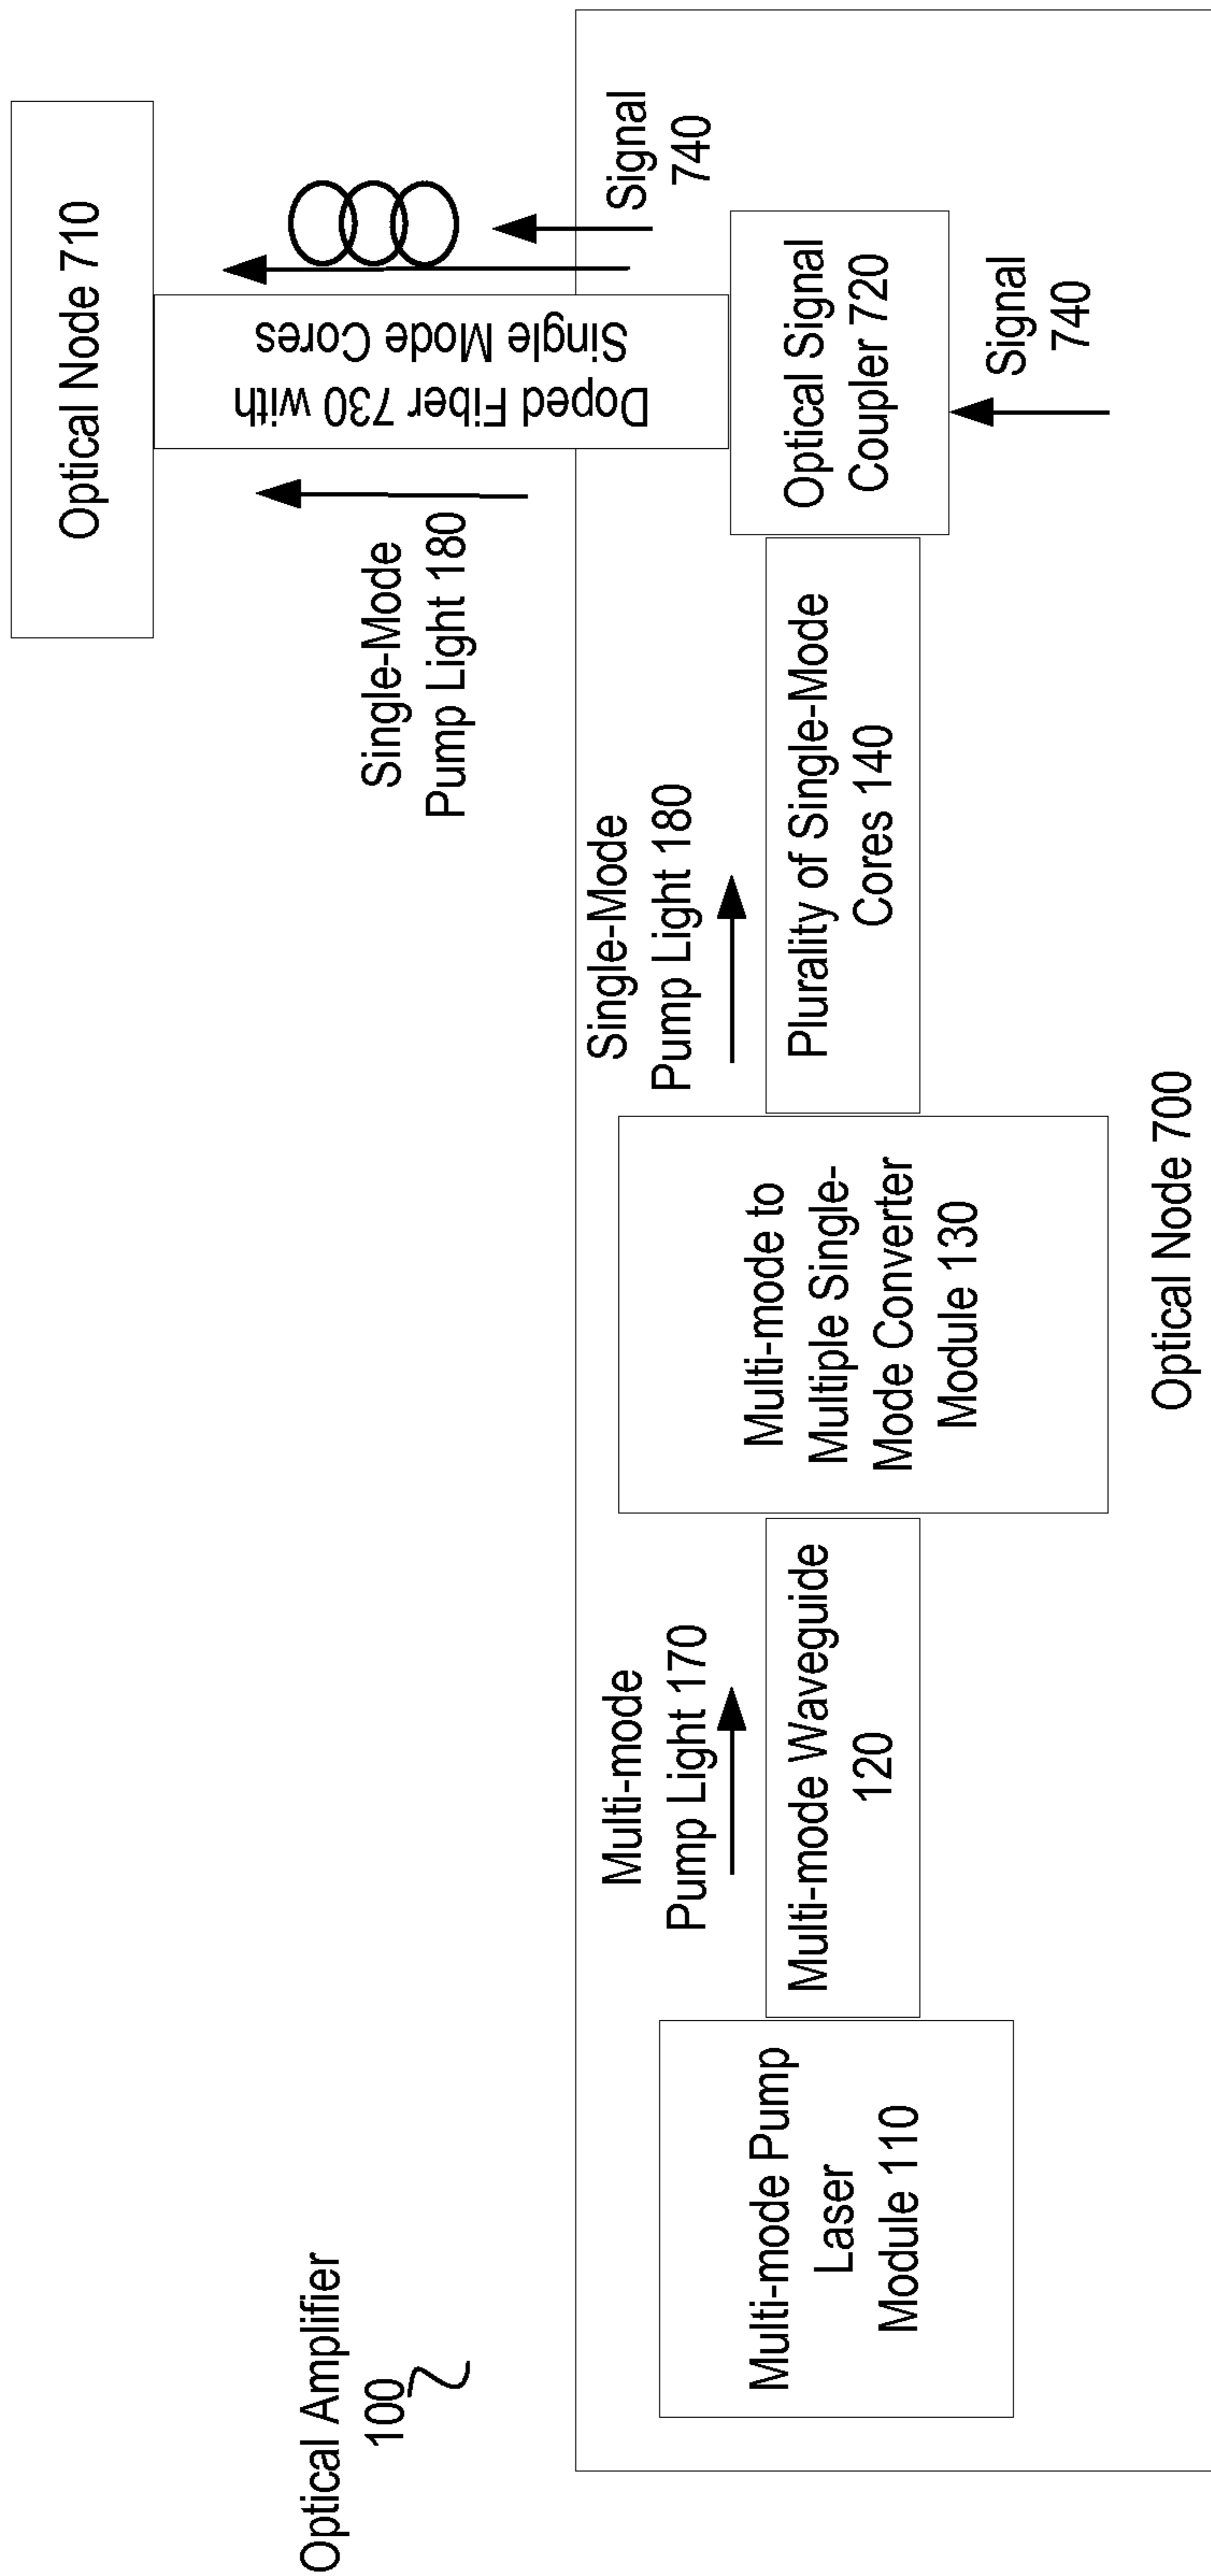 Optical Amplifier
100
Optical Node 710
Doped Fiber 730 with
Single Mode Cores
Single-Mode
Pump Light 180
Signal
740
Multi-mode
Pump Light 170
Single-Mode
Pump Light 180
Multi-mode Pump
Laser
Module 110
Multi-mode Waveguide
120
Multi-mode to
Multiple Single-
Mode Converter
Module 130
Plurality of Single-Mode
Cores 140
Optical Signal
Coupler 720
Signal
740
Optical Node 700